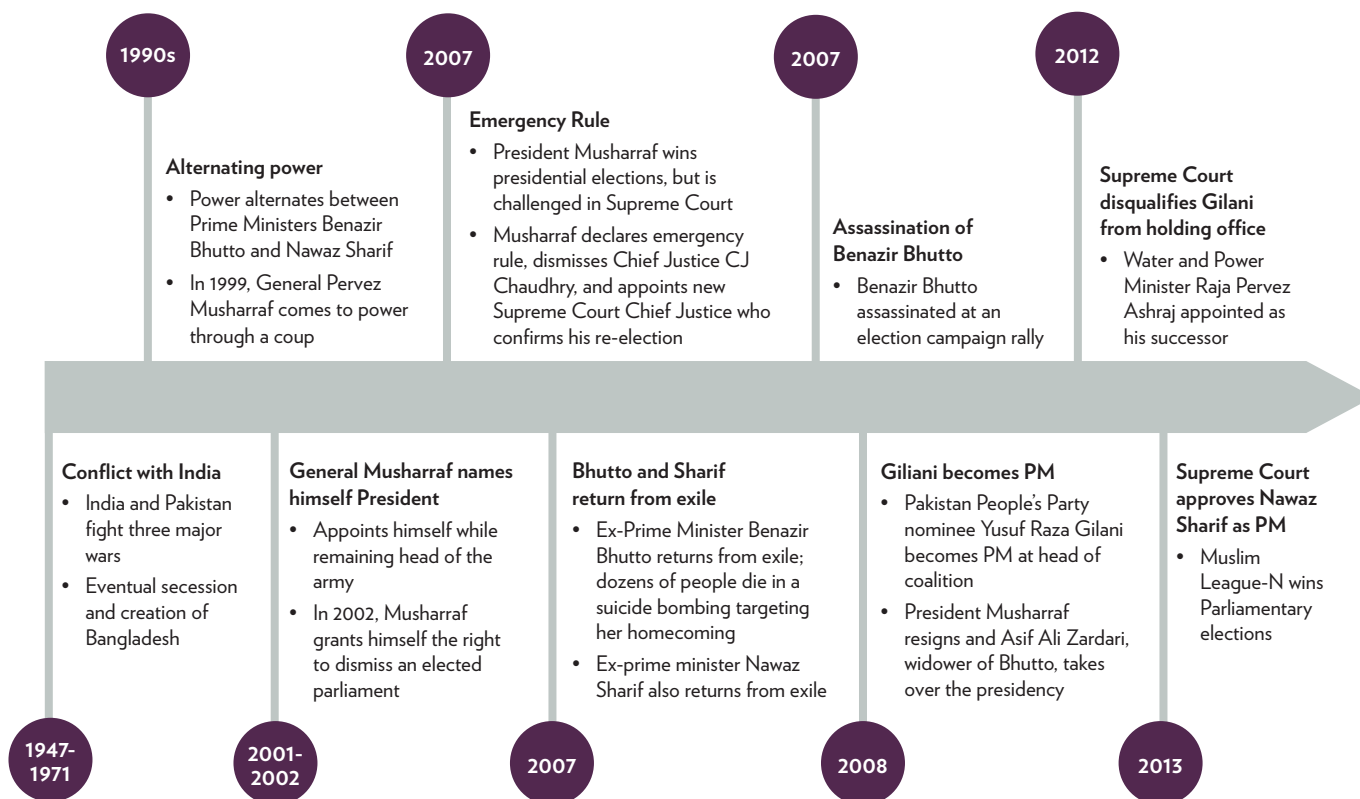 1990s
Alternating power
• Power alternates between
Prime Ministers Benazir
Bhutto and Nawaz Sharif
• In 1999, General Pervez
Musharraf comes to power
through a coup
2007
Emergency Rule
• President Musharraf wins
presidential elections, but is
challenged in Supreme Court
• Musharraf declares emergency
rule, dismisses Chief Justice CJ
Chaudhry, and appoints new
Supreme Court Chief Justice who
confirms his re-election
2007
Assassination of
Benazir Bhutto
• Benazir Bhutto
assassinated at an
election campaign rally
2012
Supreme Court
disqualifies Gilani
from holding office
• Water and Power
Minister Raja Pervez
Ashraj appointed as
his successor
Conflict with India
• India and Pakistan
fight three major
wars
• Eventual secession
and creation of
Bangladesh
1947-
1971
General Musharraf names
himself President
• Appoints himself while
remaining head of the
army
• In 2002, Musharraf
grants himself the right
to dismiss an elected
parliament
2001-
2002
Bhutto and Sharif
return from exile
• Ex-Prime Minister Benazir
Bhutto returns from exile;
dozens of people die in a
suicide bombing targeting
her homecoming
• Ex-prime minister Nawaz
Sharif also returns from exile
2007
Giliani becomes PM
• Pakistan People's Party
nominee Yusuf Raza Gilani
becomes PM at head of
coalition
• President Musharraf
resigns and Asif Ali Zardari,
widower of Bhutto, takes
over the presidency
2008
Supreme Court
approves Nawaz
Sharif as PM
• Muslim
League-N wins
Parliamentary
elections
2013